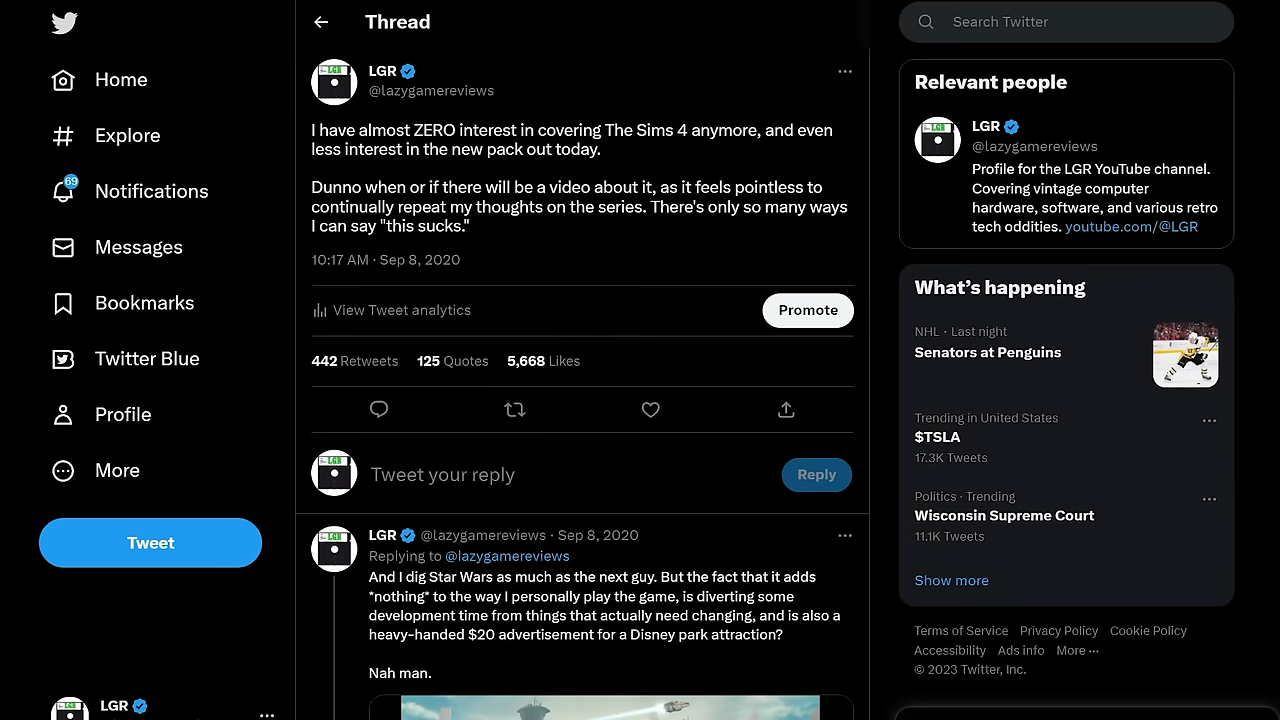 Home
Explore
69
Notifications
Messages
Bookmarks
Twitter Blue
Profile
More
Tweet
LGR
Thread
LGR
@lazygamereviews
I have almost ZERO interest in covering The Sims 4 anymore, and even
less interest in the new pack out today.
Dunno when or if there will be a video about it, as it feels pointless to
continually repeat my thoughts on the series. There's only so many ways
I can say "this sucks."
10:17 AM · Sep 8, 2020
View Tweet analytics
Promote
442 Retweets 125 Quotes 5,668 Likes
Tweet your reply
Reply
LGR @lazygamereviews · Sep 8, 2020
Replying to @lazygamereviews
And I dig Star Wars as much as the next guy. But the fact that it adds
*nothing* to the way I personally play the game, is diverting some
development time from things that actually need changing, and is also a
heavy-handed $20 advertisement for a Disney park attraction?
Nah man.
Search Twitter
Relevant people
LGR
@lazygamereviews
Profile for the LGR YouTube channel.
Covering vintage computer
hardware, software, and various retro
tech oddities. youtube.com/@LGR
What's happening
NHL · Last night
Senators at Penguins
Trending in United States
$TSLA
17.3K Tweets
Politics · Trending
Wisconsin Supreme Court
11.1K Tweets
Show more
Terms of Service Privacy Policy Cookie Policy
Accessibility Ads info More ···
© 2023 Twitter, Inc.